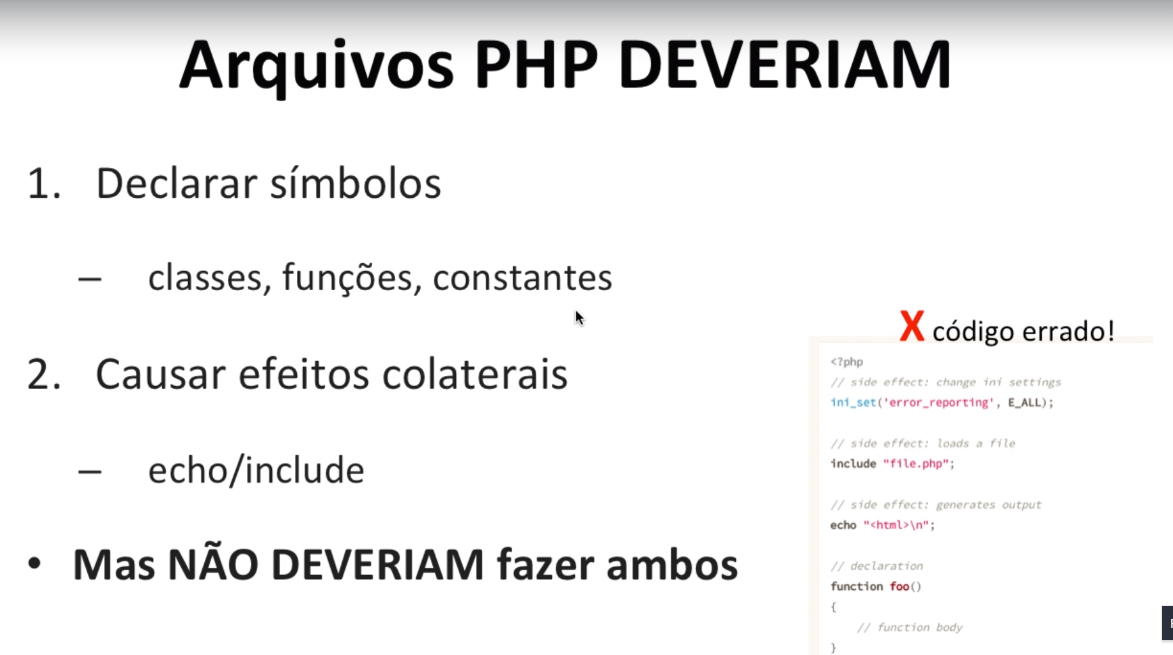 Arquivos PHP DEVERIAM
1. Declarar símbolos
– classes, funções, constantes
2. Causar efeitos colaterais
– echo/include
• Mas NÃO DEVERIAM fazer ambos
X código errado!
<?php
// side effect: change ini settings
ini_set('error_reporting', E_ALL);
// side effect: loads a file
include "file.php";
// side effect: generates output
echo "<html>\n";
// declaration
function foo()
{
// function body
}